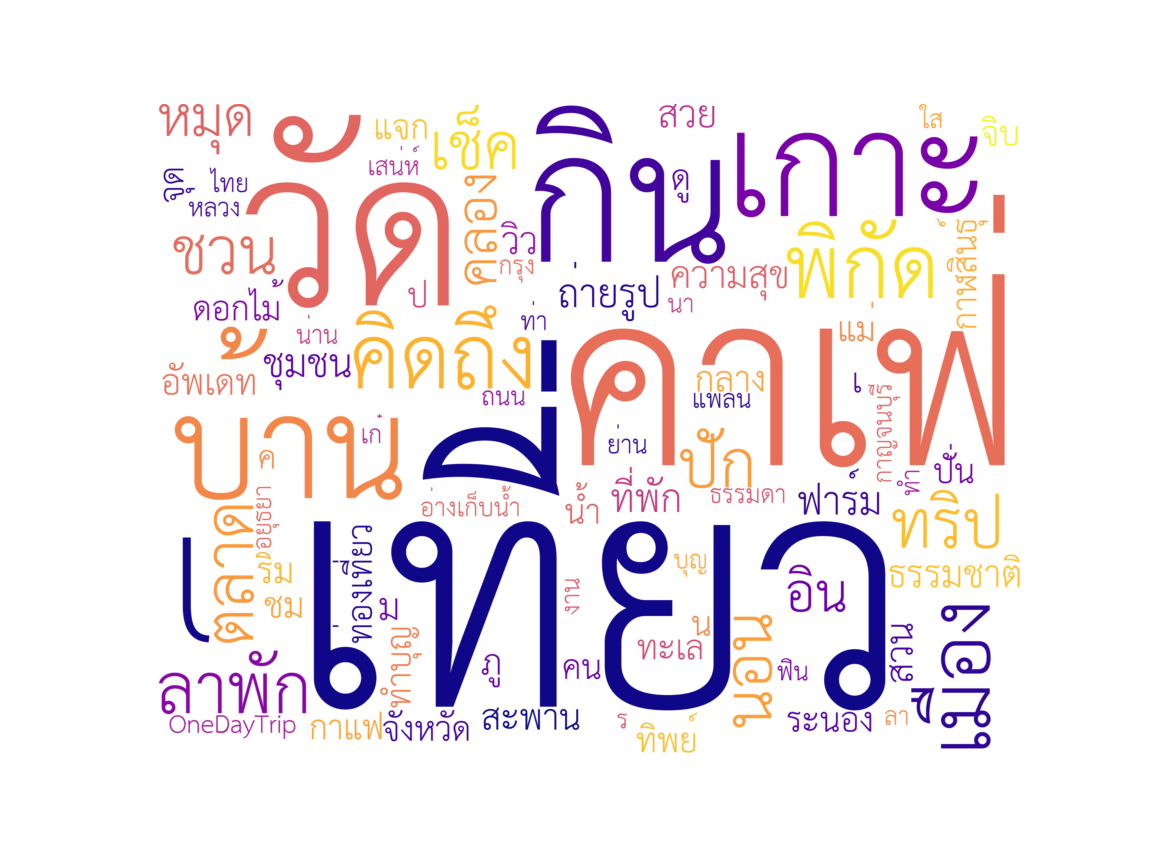 หมุด
วัด
แจก
เช็ค
กิน
สวย
เกาะ
ใส
จิบ
เสน่ห์
จุด
ไทย
หลวง
ดู
ชวน
คลอง
วิว
กรุง
พิกัด
กาฬสินธุ์
ป
ถ่ายรูป
ความสุข
นา
ดอกไม้
น่าน
คิดถึง
ท่า
คาเฟ่
แม่
อัพเดท
ชุมชน
ถนน
กลาง
แพลน
เ
กาญจนบุรี
บ้าน
เก๋
ค
ย่าน
ปัก
ปั่น
ทำ
อ่างเก็บน้ำ
น้ำ
ที่พัก
ธรรมดา
ฟาร์ม
ทริป
ตลาด
อยุธยา
ท่องเที่ยว
เที่ยว
ริม
ชม
ม
งาน
บุญ
อิน
ธรรมชาติ
แ
ลาพัก
ทำบุญ
ภู
คน
น
ทะเล
นอน
พิน
สวน
เมือง
OneDayTrip
กาแฟ
จังหวัด
สะพาน
ร
ทิพย์
ระนอง
ลา